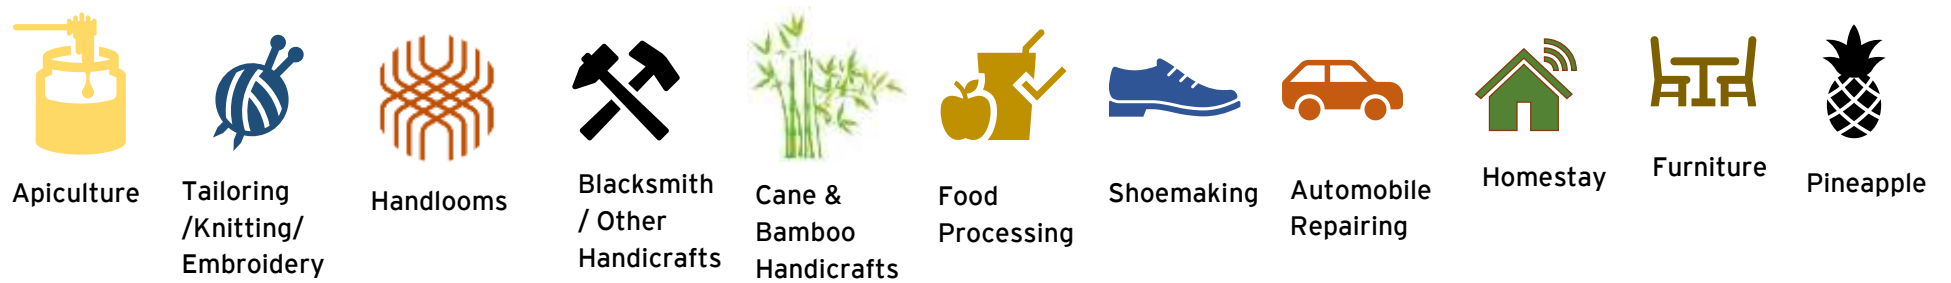 Apiculture
Tailoring
/Knitting/
Embroidery
Handlooms
Blacksmith
/ Other
Handicrafts
Cane &
Bamboo
Handicrafts
Food
Processing
Shoemaking
Automobile
Repairing
Homestay
Furniture
Pineapple